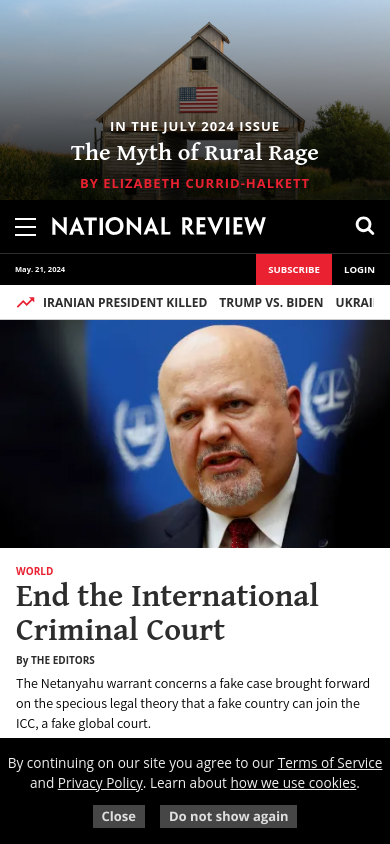 IN THE JULY 2024 ISSUE
The Myth of Rural Rage
BY ELIZABETH CURRID-HALKETT
NATIONAL REVIEW
May. 21, 2024
SUBSCRIBE
LOGIN
IRANIAN PRESIDENT KILLED TRUMP VS. BIDEN UKRAI
WORLD
End the International
Criminal Court
By THE EDITORS
The Netanyahu warrant concerns a fake case brought forward
on the specious legal theory that a fake country can join the
ICC, a fake global court.
By continuing on our site you agree to our Terms of Service
and Privacy Policy. Learn about how we use cookies.
Close
Do not show again